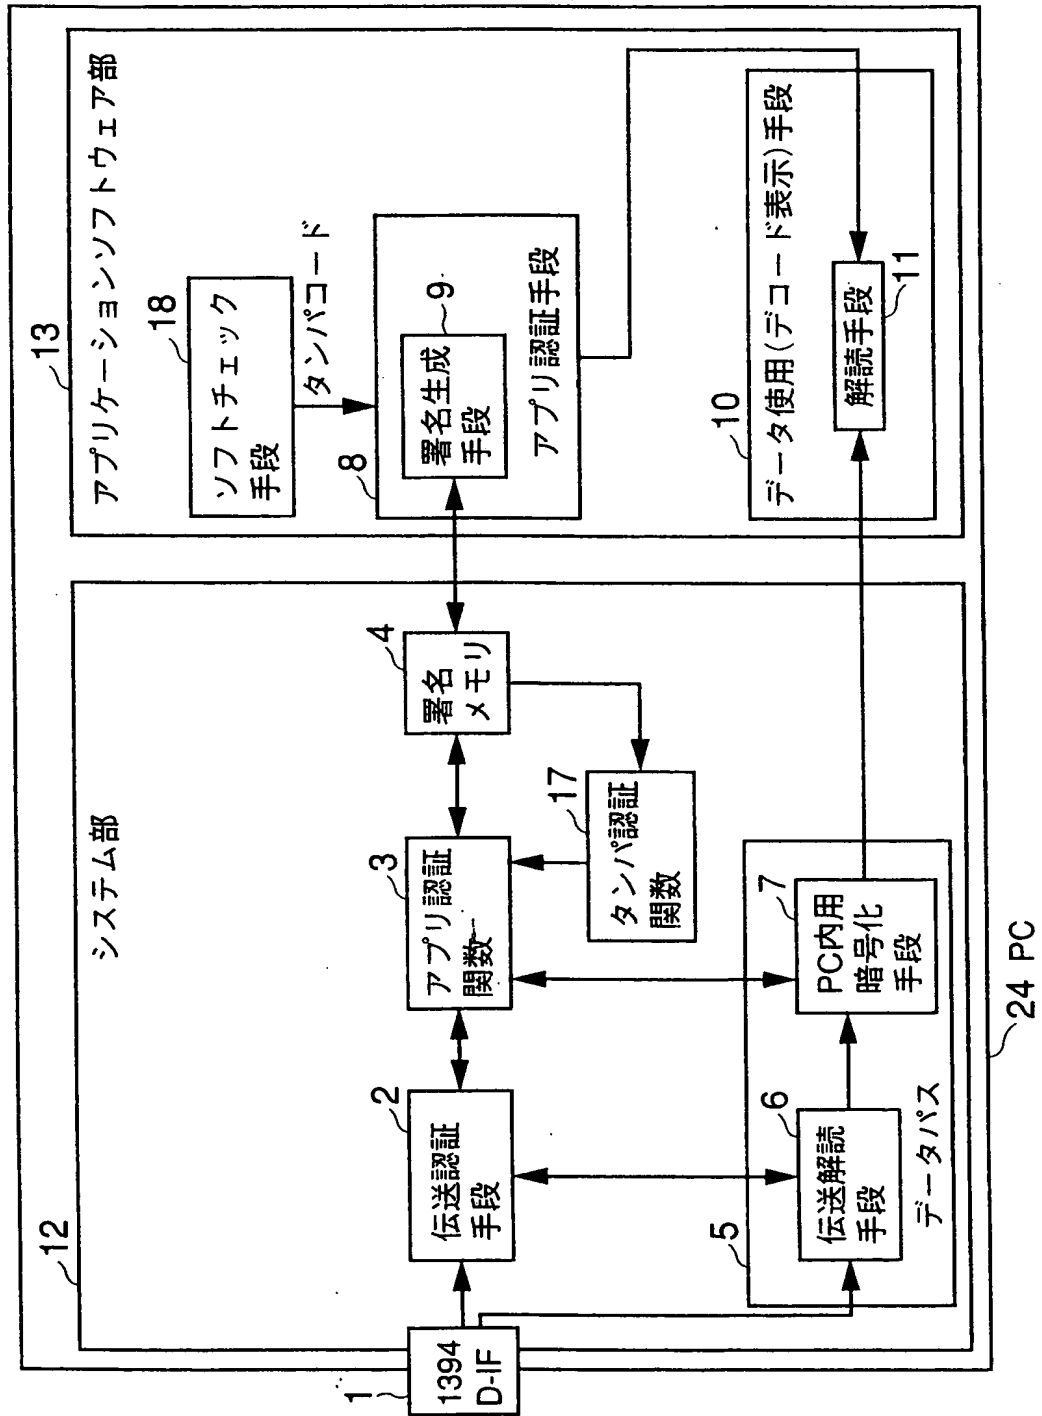 13
アプリケーションソフトウェア部
18
ソフトチェック
手段
タンパコード
8
9
署名生成
手段
アプリ認証手段
10
データ使用(デコード表示)手段
解読手段
11
12
システム部
4
署名
メモリ
3
アプリ認証
関数
17
タンパ認証
関数
2
伝送認証
手段
5
6
伝送解読
手段
7
PC内用
暗号化
手段
データパス
1
1394
D-IF
24 PC